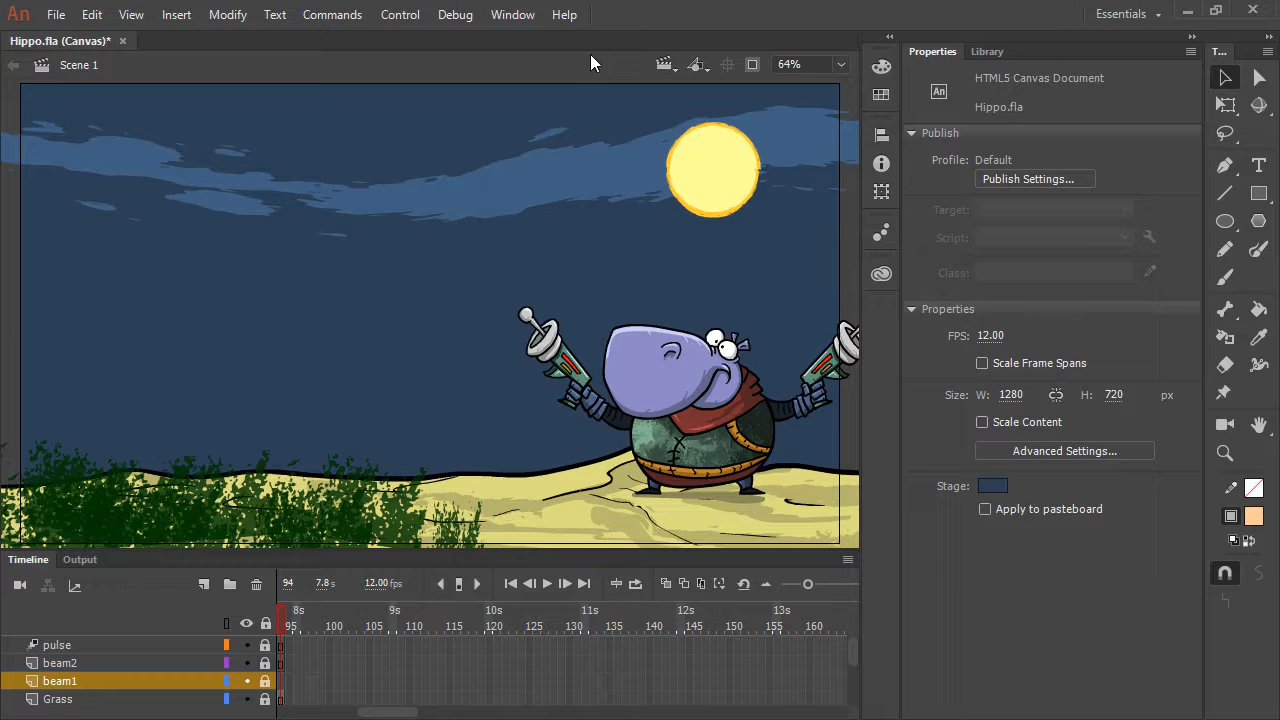 An File Edit View Insert Modify Text Commands Control Debug Window Help Essentials
Hippo.fla (Canvas)* ×
Scene 1 64%
Properties Library T...
HTML5 Canvas Document
An
Hippo.fla
Publish
Profile: Default
Publish Settings...
Target:
Script:
Class:
Properties
FPS: 12.00
Scale Frame Spans
Size: W: 1280 H: 720 px
Scale Content
Advanced Settings...
Stage:
Apply to pasteboard
Timeline Output
94 7.8s 12.00fps
8s 9s 10s 11s 12s 13s
95 100 105 110 115 120 125 130 135 140 145 150 155 160
pulse
beam2
beam1
Grass